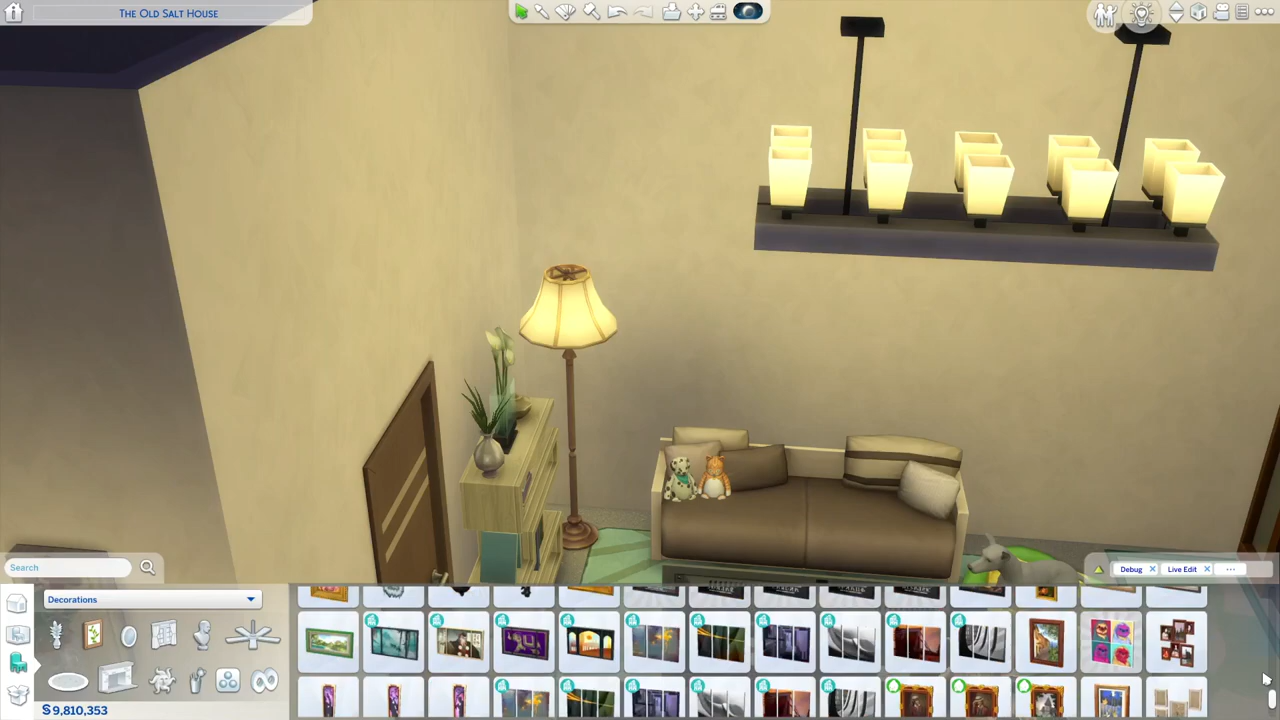 THE OLD SALT HOUSE
Search
Debug
Live Edit
Decorations
§9,810,353